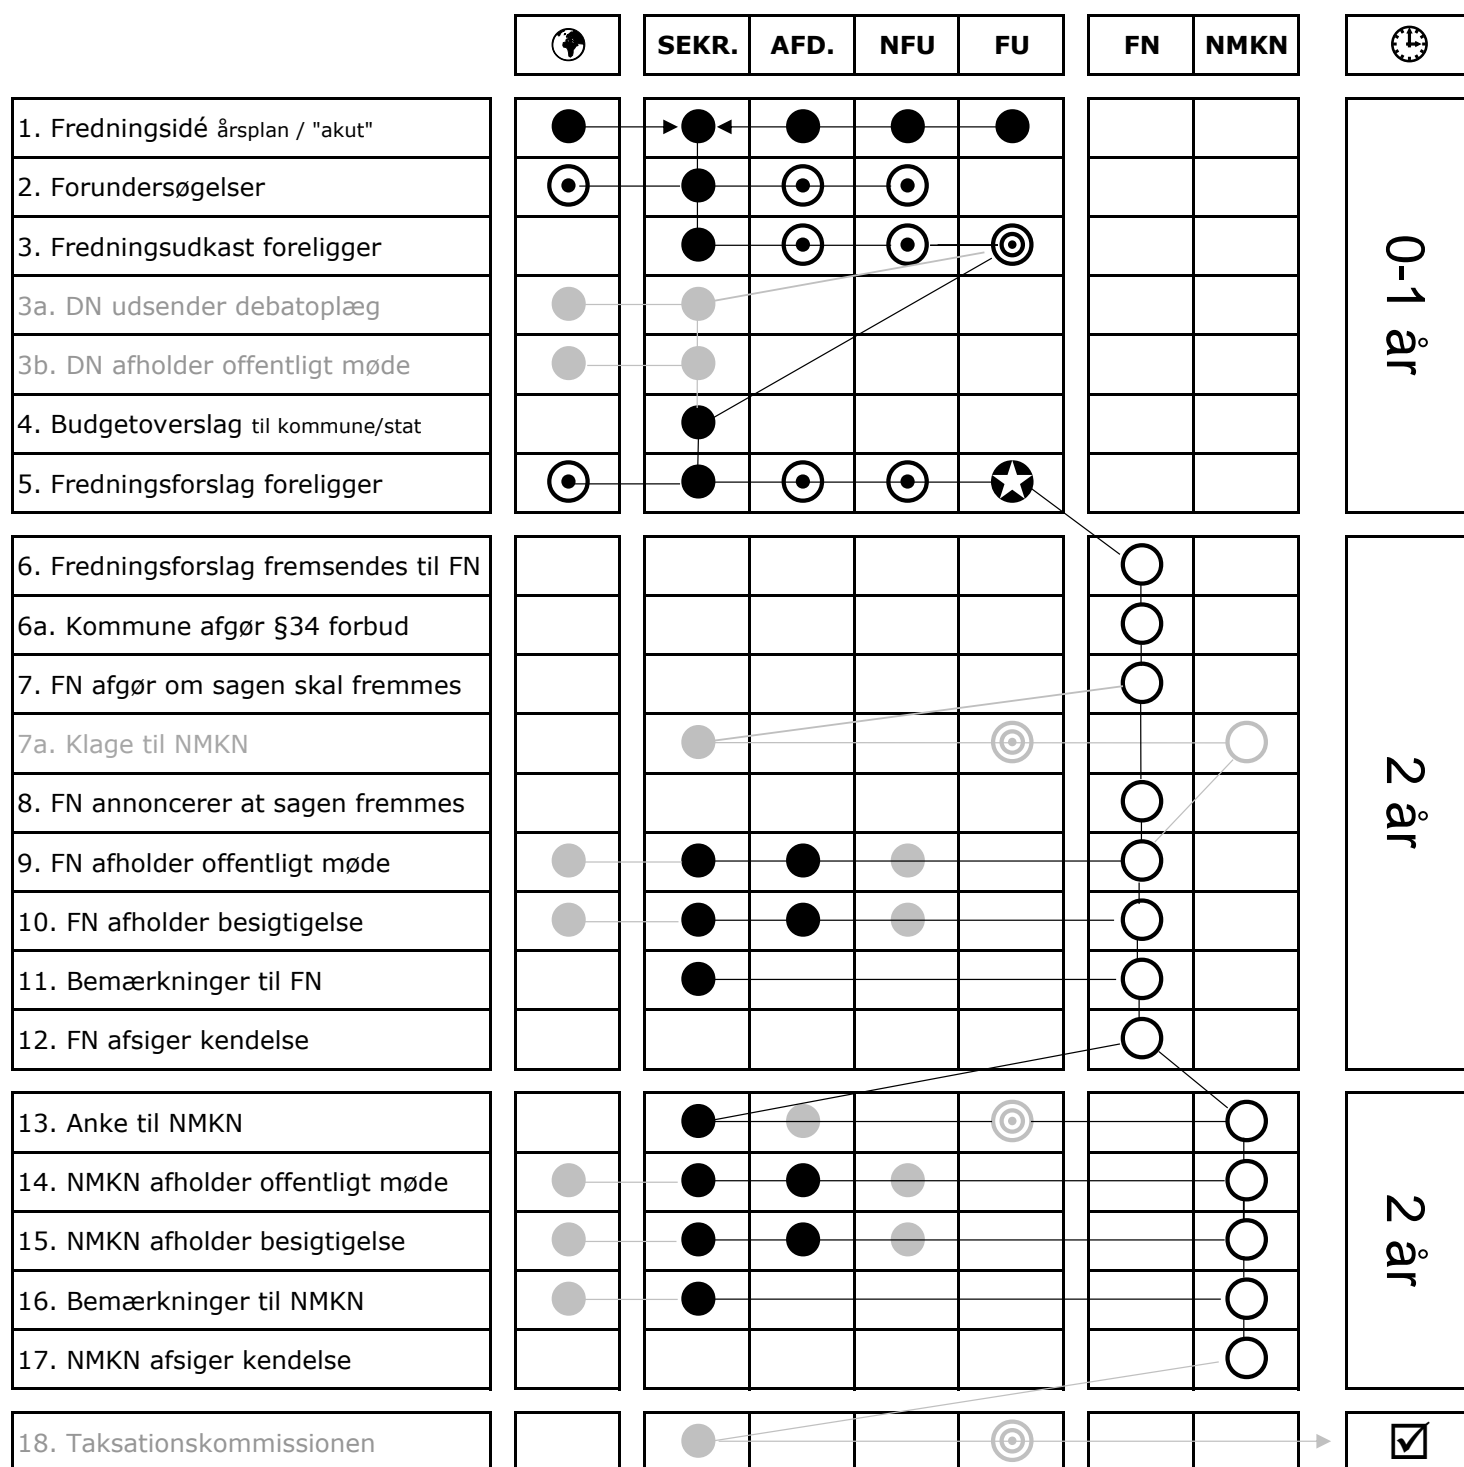 SEKR. AFD. NFU FU FN NMKN
1. Fredningsidé årsplan / "akut"
2. Forundersøgelser
3. Fredningsudkast foreligger
3a. DN udsender debatoplæg
3b. DN afholder offentligt møde
4. Budgetoverslag til kommune/stat
5. Fredningsforslag foreligger
0-1 år
6. Fredningsforslag fremsendes til FN
6a. Kommune afgør §34 forbud
7. FN afgør om sagen skal fremmes
7a. Klage til NMKN
8. FN annoncerer at sagen fremmes
9. FN afholder offentligt møde
10. FN afholder besigtigelse
11. Bemærkninger til FN
12. FN afsiger kendelse
2 år
13. Anke til NMKN
14. NMKN afholder offentligt møde
15. NMKN afholder besigtigelse
16. Bemærkninger til NMKN
17. NMKN afsiger kendelse
2 år
18. Taksationskommissionen